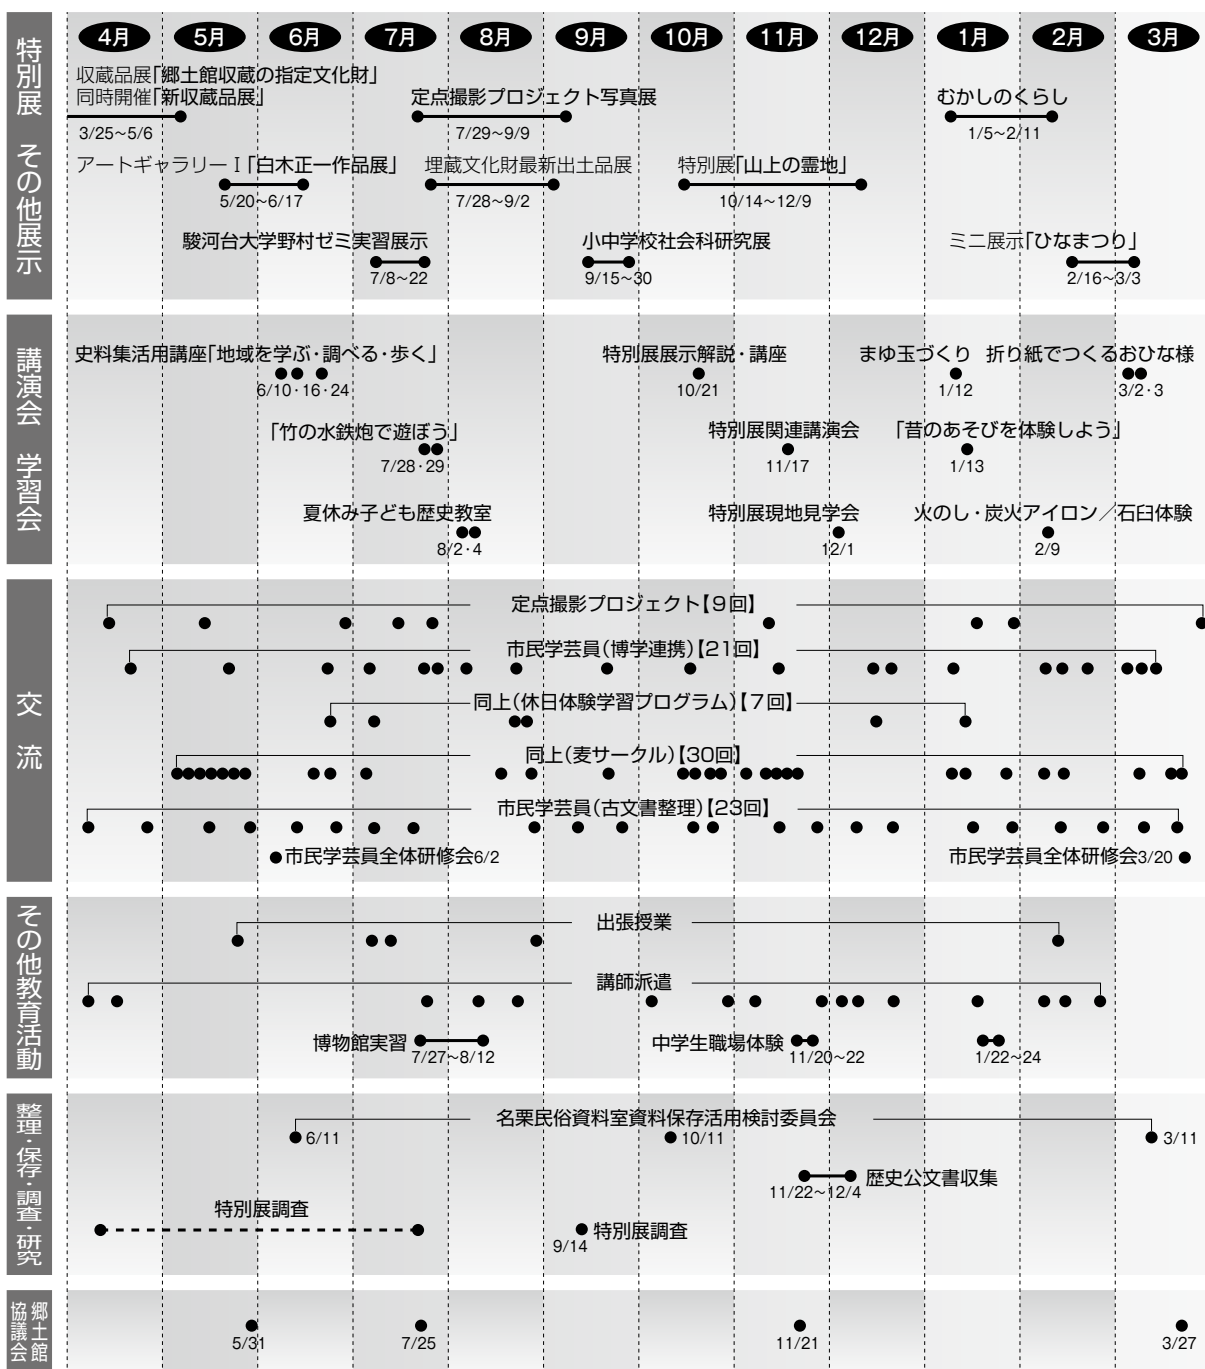 4月 5月 6月 7月 8月 9月 10月 11月 12月 1月 2月 3月
特別展 その他展示
収蔵品展「郷土館収蔵の指定文化財」
同時開催「新収蔵品展」
3/25~5/6
定点撮影プロジェクト写真展
7/29~9/9
むかしのくらし
1/5~2/11
アートギャラリーⅠ「白木正一作品展」
5/20~6/17
埋蔵文化財最新出土品展
7/28~9/2
特別展「山上の霊地」
10/14~12/9
駿河台大学野村ゼミ実習展示
7/8~22
小中学校社会科研究展
9/15~30
ミニ展示「ひなまつり」
2/16~3/3
講演会 学習会
史料集活用講座「地域を学ぶ・調べる・歩く」
6/10・16・24
特別展展示解説・講座
10/21
まゆ玉づくり
1/12
折り紙でつくるおひな様
3/2・3
「竹の水鉄炮で遊ぼう」
7/28・29
特別展関連講演会
11/17
「昔のあそびを体験しよう」
1/13
夏休み子ども歴史教室
8/2・4
特別展現地見学会
12/1
火のし・炭火アイロン／石臼体験
2/9
交流
定点撮影プロジェクト【9回】
市民学芸員(博学連携)【21回】
同上(休日体験学習プログラム)【7回】
同上(麦サークル)【30回】
市民学芸員(古文書整理)【23回】
市民学芸員全体研修会6/2
市民学芸員全体研修会3/20
その他教育活動
出張授業
講師派遣
博物館実習
7/27~8/12
中学生職場体験
11/20~22
1/22~24
整理・保存・調査・研究
名栗民俗資料室資料保存活用検討委員会
6/11
10/11
3/11
11/22~12/4
歴史公文書収集
特別展調査
9/14
特別展調査
郷土館協議会
5/31
7/25
11/21
3/27